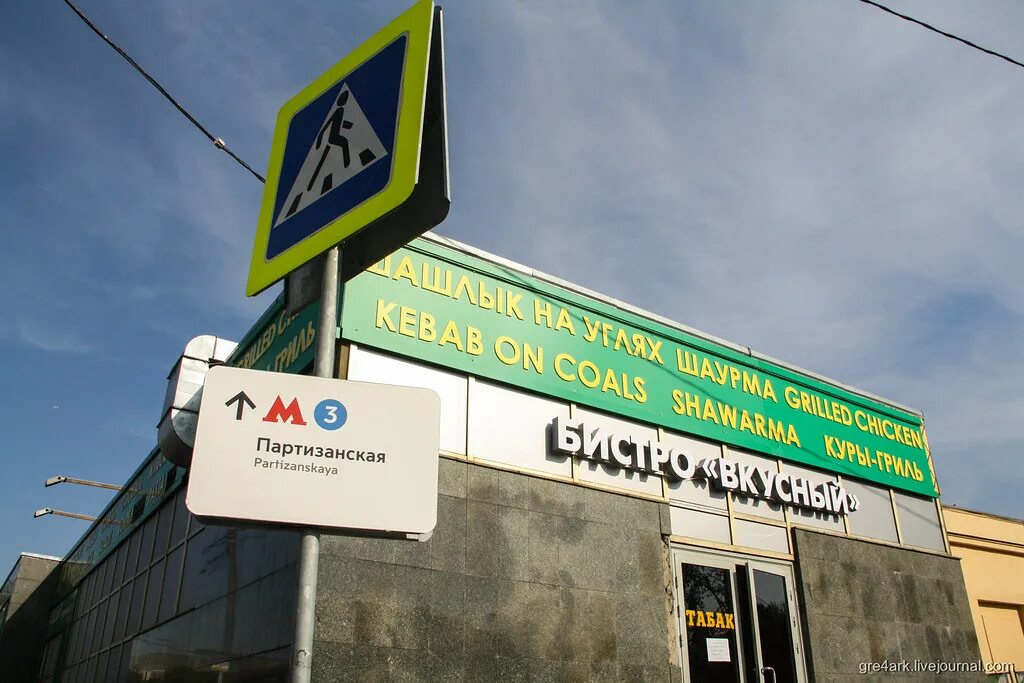 М 3
Партизанская
Partizanskaya
ШАШЛЫК НА УГЛЯХ
KEBAB ON COALS
ШАУРМА
SHAWARMA
GRILLED CHICKEN
КУРЫ-ГРИЛЬ
БИСТРО «ВКУСНЫЙ»
ТАБАК
gre4ark.livejournal.com